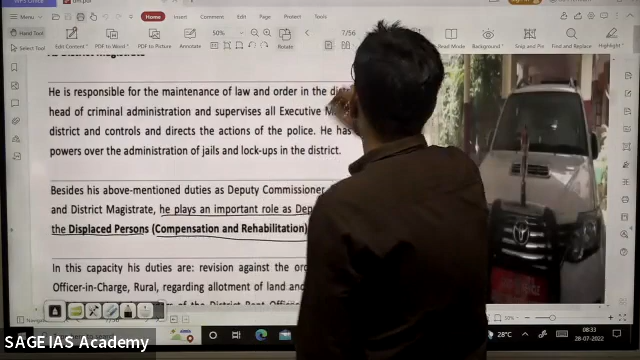 Menu
Home
Insert
Comment
Edit
Page
Protect
Tools
Hand Tool
Select Tool
Edit Content
PDF to Word
PDF to Picture
Annotate
50%
Rotate
7/56
Read Mode
Background
Snip and Pin
Find and Replace
Highlight
He is responsible for the maintenance of law and order in the
head of criminal administration and supervises all Executive
district and controls and directs the actions of the police. He has
powers over the administration of jails and lock-ups in the district.
Besides his above-mentioned duties as Deputy Commissioner,
and District Magistrate, he plays an important role as
the Displaced Persons (Compensation and Rehabilitation)
In this capacity his duties are: revision against the
Officer-in-Charge, Rural, regarding allotment of land and
of the District Rent
7/56
50%
28°C
08:33
28-07-2022
SAGE IAS Academy